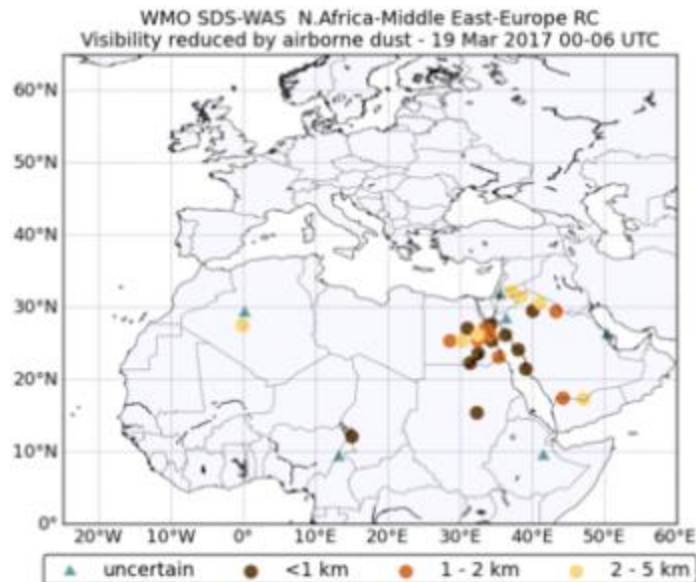 WMO SDS-WAS N.Africa-Middle East-Europe RC
Visibility reduced by airborne dust - 19 Mar 2017 00-06 UTC
60°N
50°N
40°N
30°N
20°N
10°N
0°
20°W 10°W 0° 10°E 20°E 30°E 40°E 50°E 60°E
uncertain <1 km 1 - 2 km 2 - 5 km